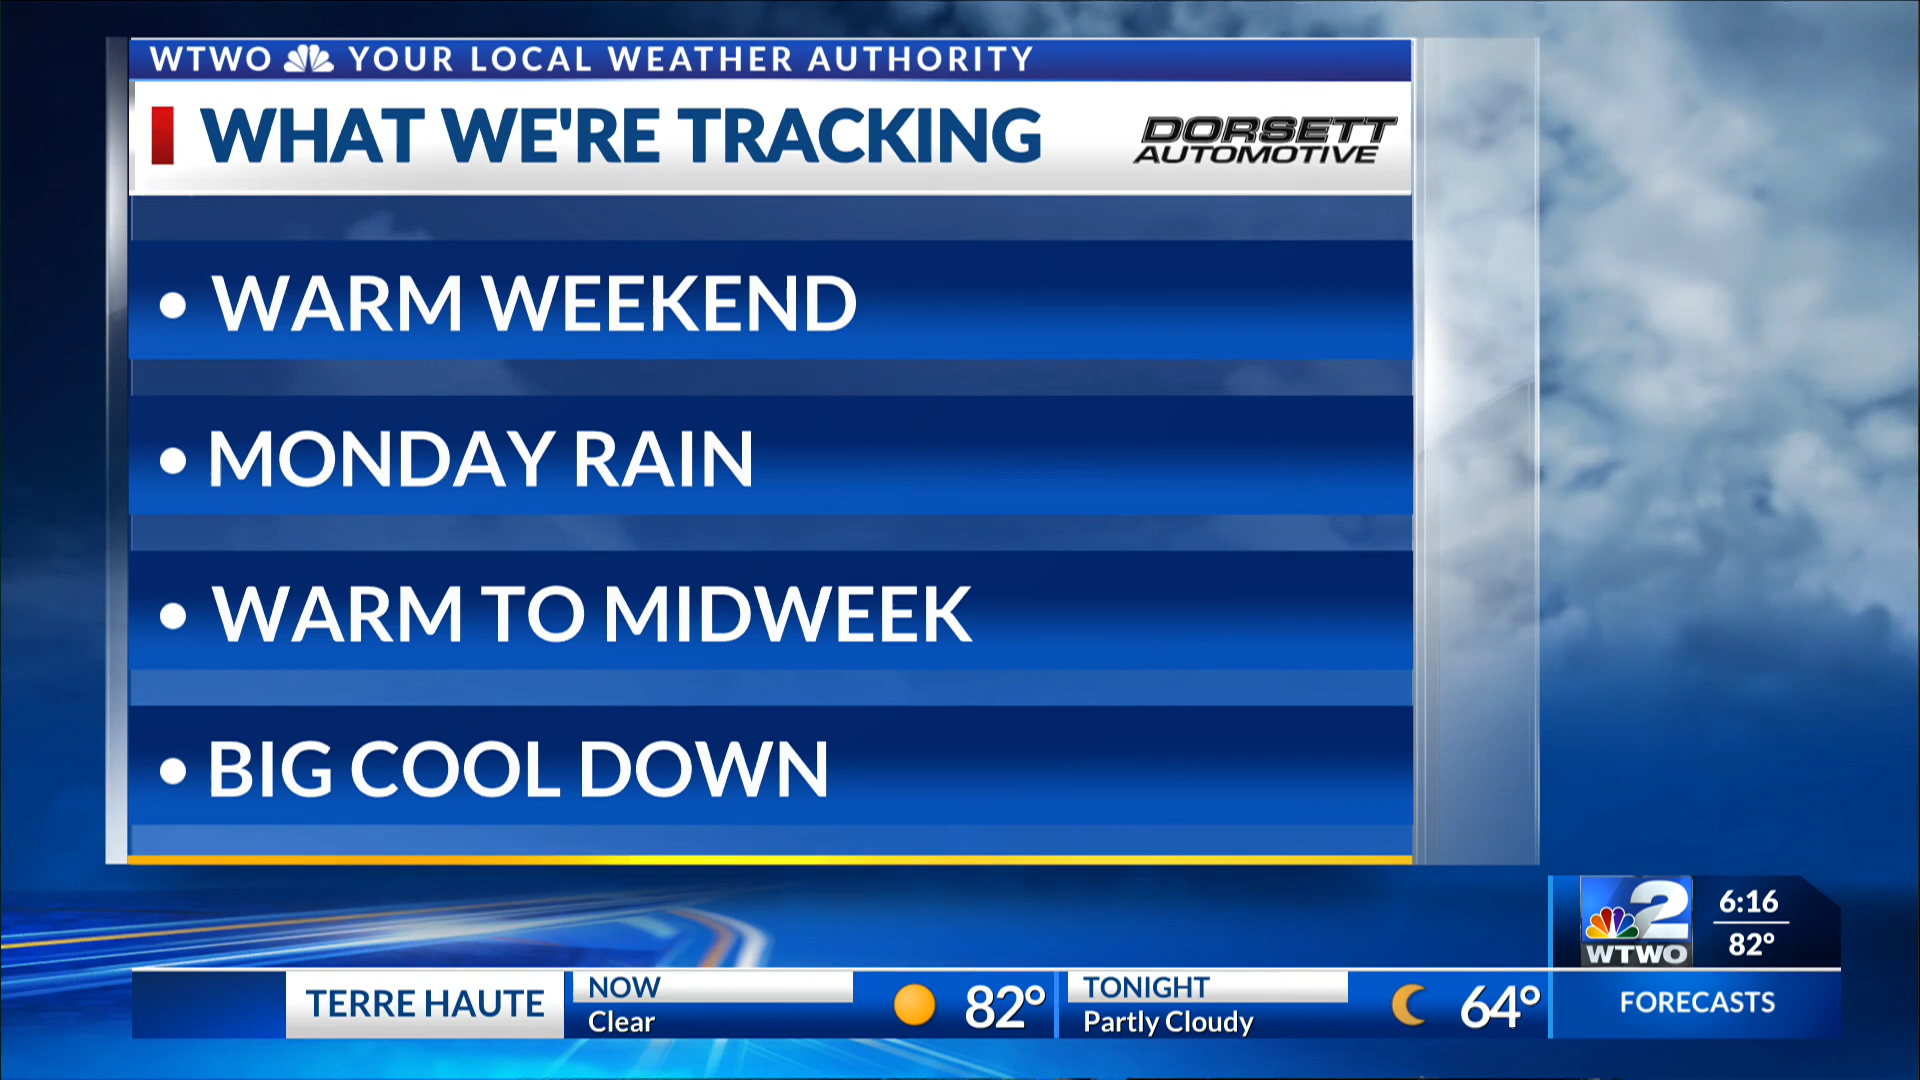 WTWO YOUR LOCAL WEATHER AUTHORITY
WHAT WE'RE TRACKING
DORSETT
AUTOMOTIVE
• WARM WEEKEND
• MONDAY RAIN
• WARM TO MIDWEEK
• BIG COOL DOWN
2
WTWO
6:16
82°
TERRE HAUTE
NOW
Clear
82°
TONIGHT
Partly Cloudy
64°
FORECASTS